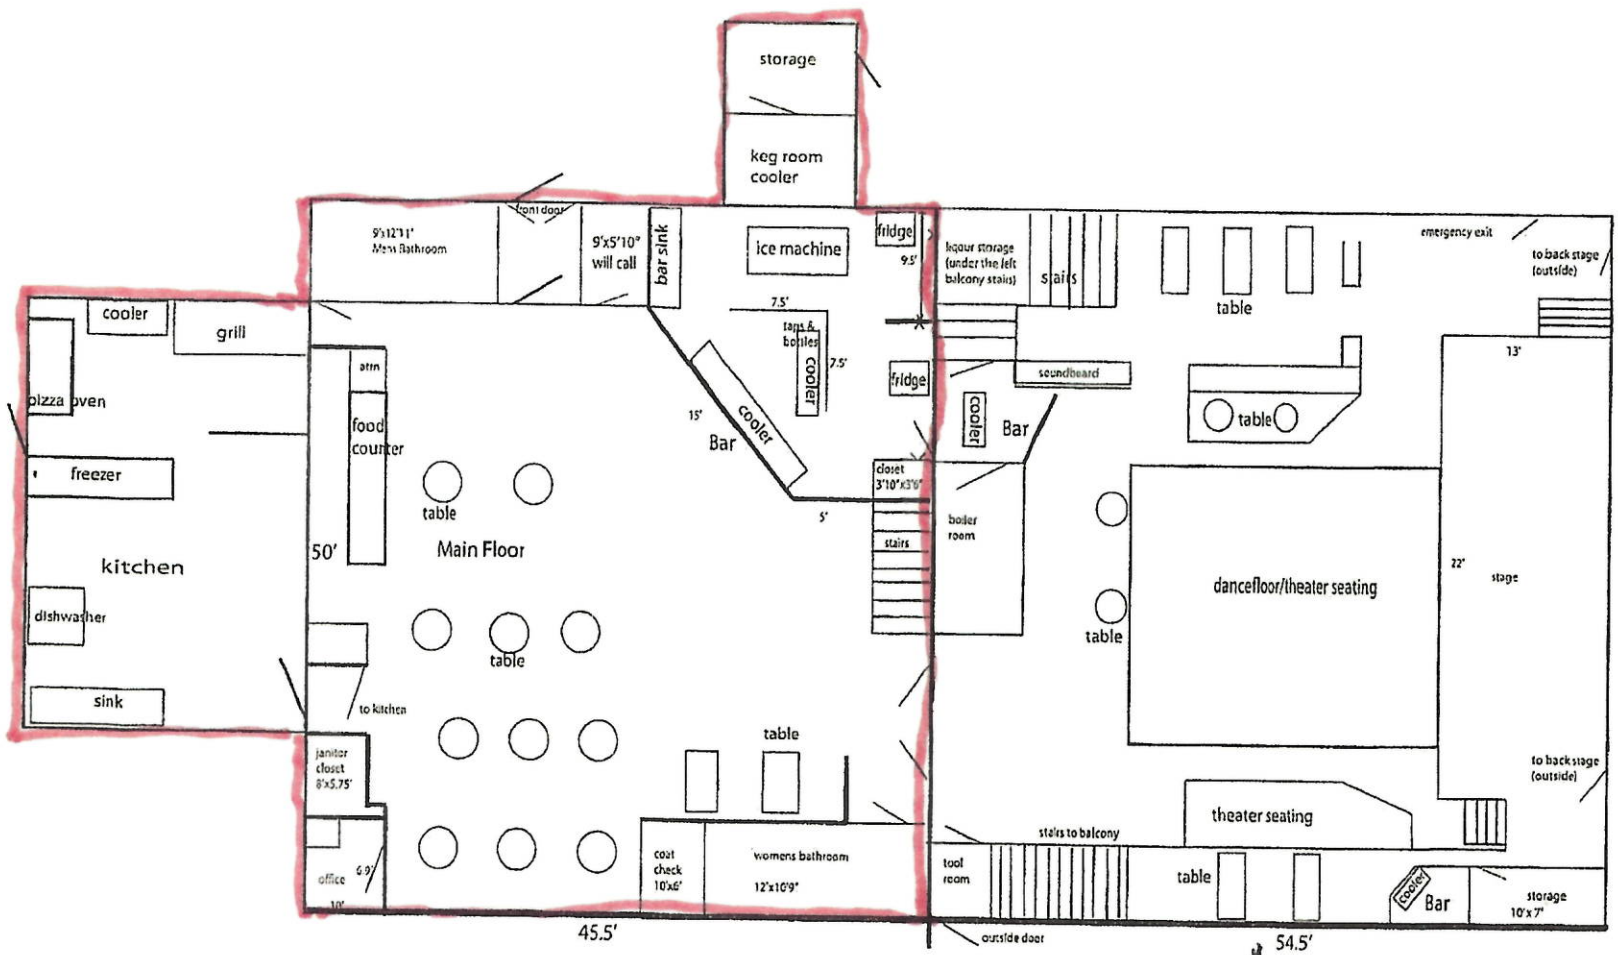 storage
keg room
cooler
front door
9'x12'11"
Mens Bathroom
9'x5'10"
will call
bar sink
ice machine
fridge
9.5'
liquor storage
(under the left
balcony stairs)
stairs
table
emergency exit
to back stage
(outside)
cooler
grill
pizza oven
freezer
kitchen
dishwasher
sink
atm
food
counter
50'
7.5'
taps &
bottles
cooler
7.5'
fridge
15'
cooler
Bar
5'
closet
3'10"x3'6"
stairs
table
Main Floor
table
to kitchen
janitor
closet
8'x5.75'
office
6.9'
10'
table
coat
check
10'x6'
womens bathroom
12'x10'9"
45.5'
soundboard
cooler
Bar
boiler
room
table
13'
22'
stage
dancefloor/theater seating
table
to back stage
(outside)
theater seating
stairs to balcony
tool
room
table
cooler
Bar
storage
10'x7'
outside door
54.5'